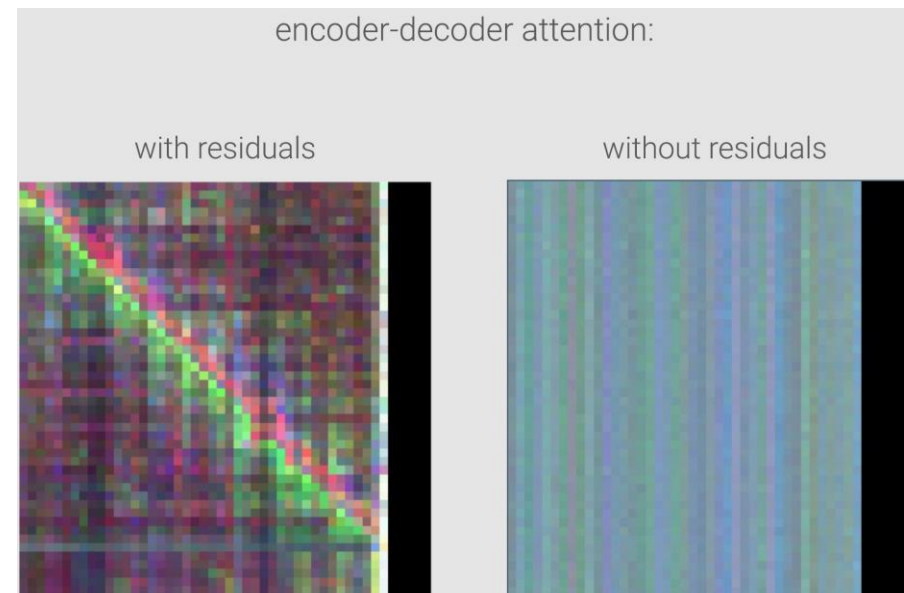 encoder-decoder attention:
with residuals
without residuals